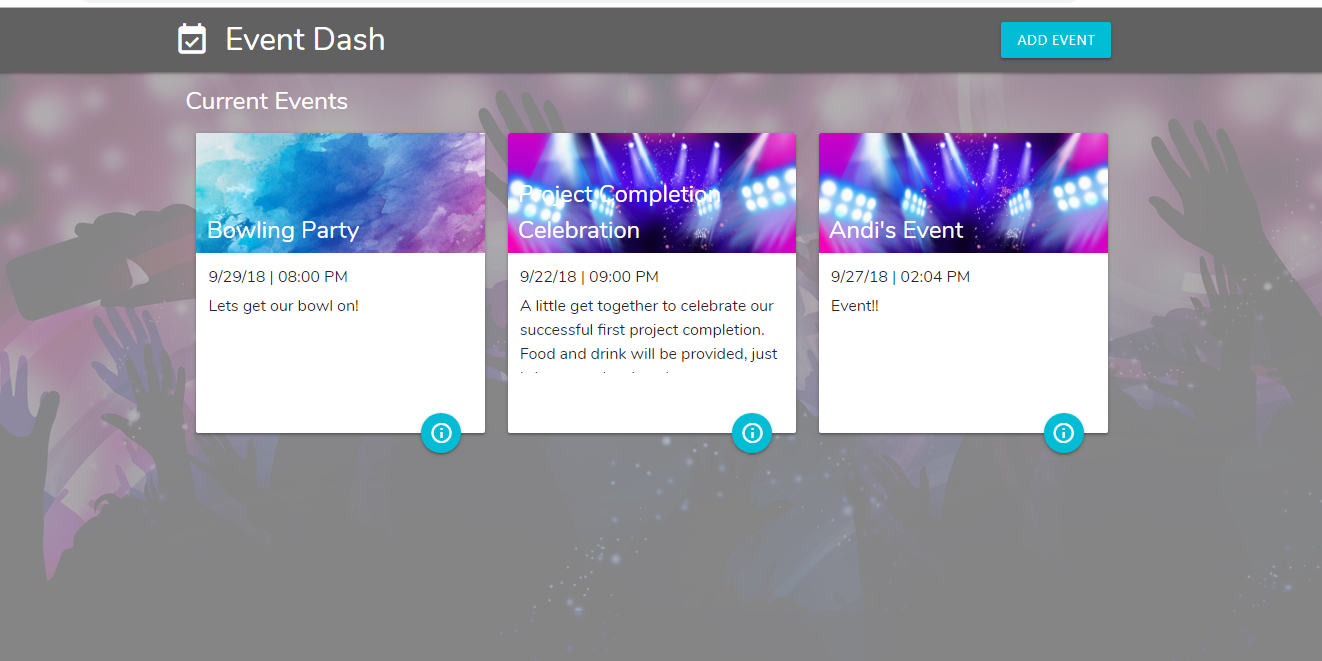 Event Dash
ADD EVENT
Current Events
Bowling Party
9/29/18 | 08:00 PM
Lets get our bowl on!
Project Completion
Celebration
9/22/18 | 09:00 PM
A little get together to celebrate our
successful first project completion.
Food and drink will be provided, just
Andi's Event
9/27/18 | 02:04 PM
Event!!